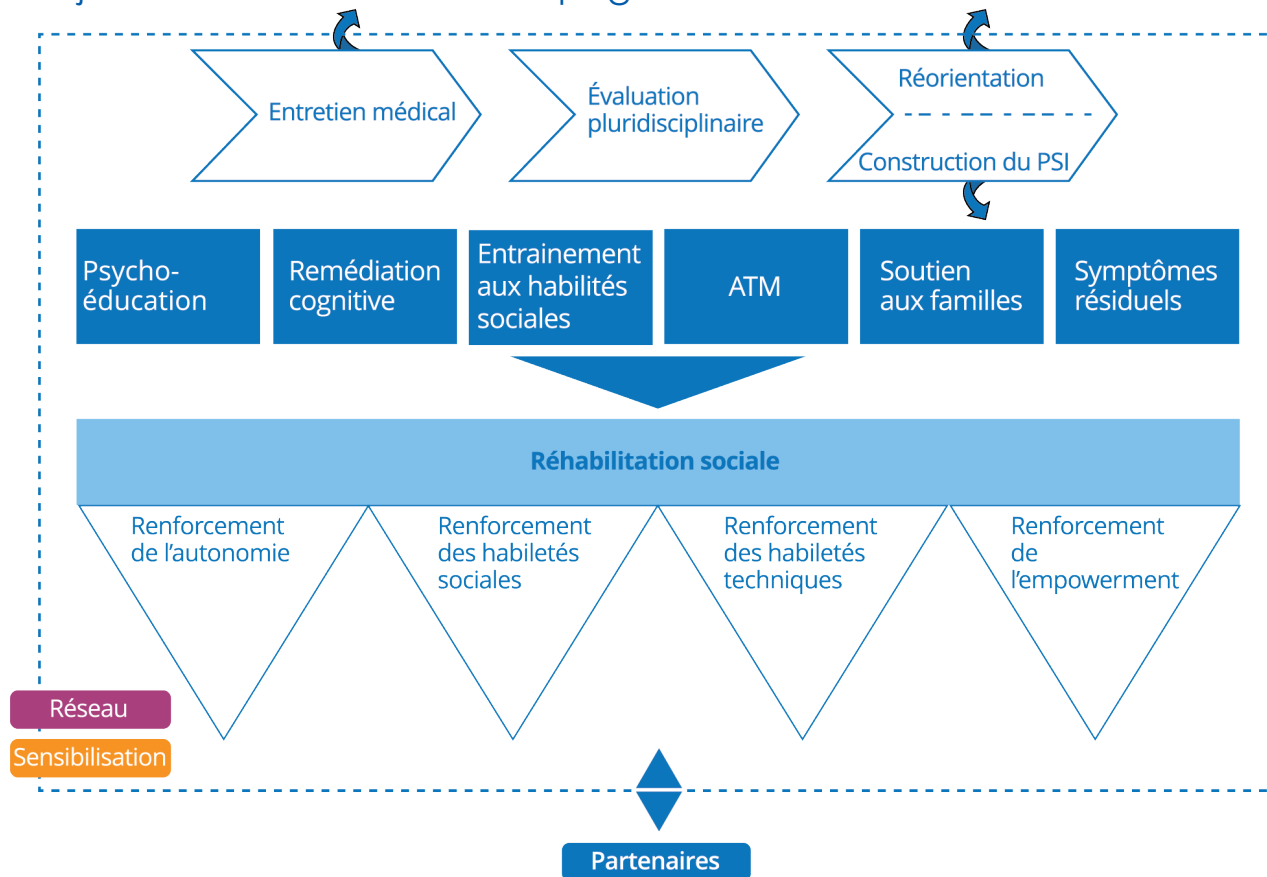 Entretien médical
Évaluation
pluridisciplinaire
Réorientation
Construction du PSI
Psycho-
éducation
Remédiation
cognitive
Entrainement
aux habilités
sociales
ATM
Soutien
aux familles
Symptômes
résiduels
Réhabilitation sociale
Renforcement
de l’autonomie
Renforcement
des habiletés
sociales
Renforcement
des habiletés
techniques
Renforcement
de
l’empowerment
Réseau
Sensibilisation
Partenaires